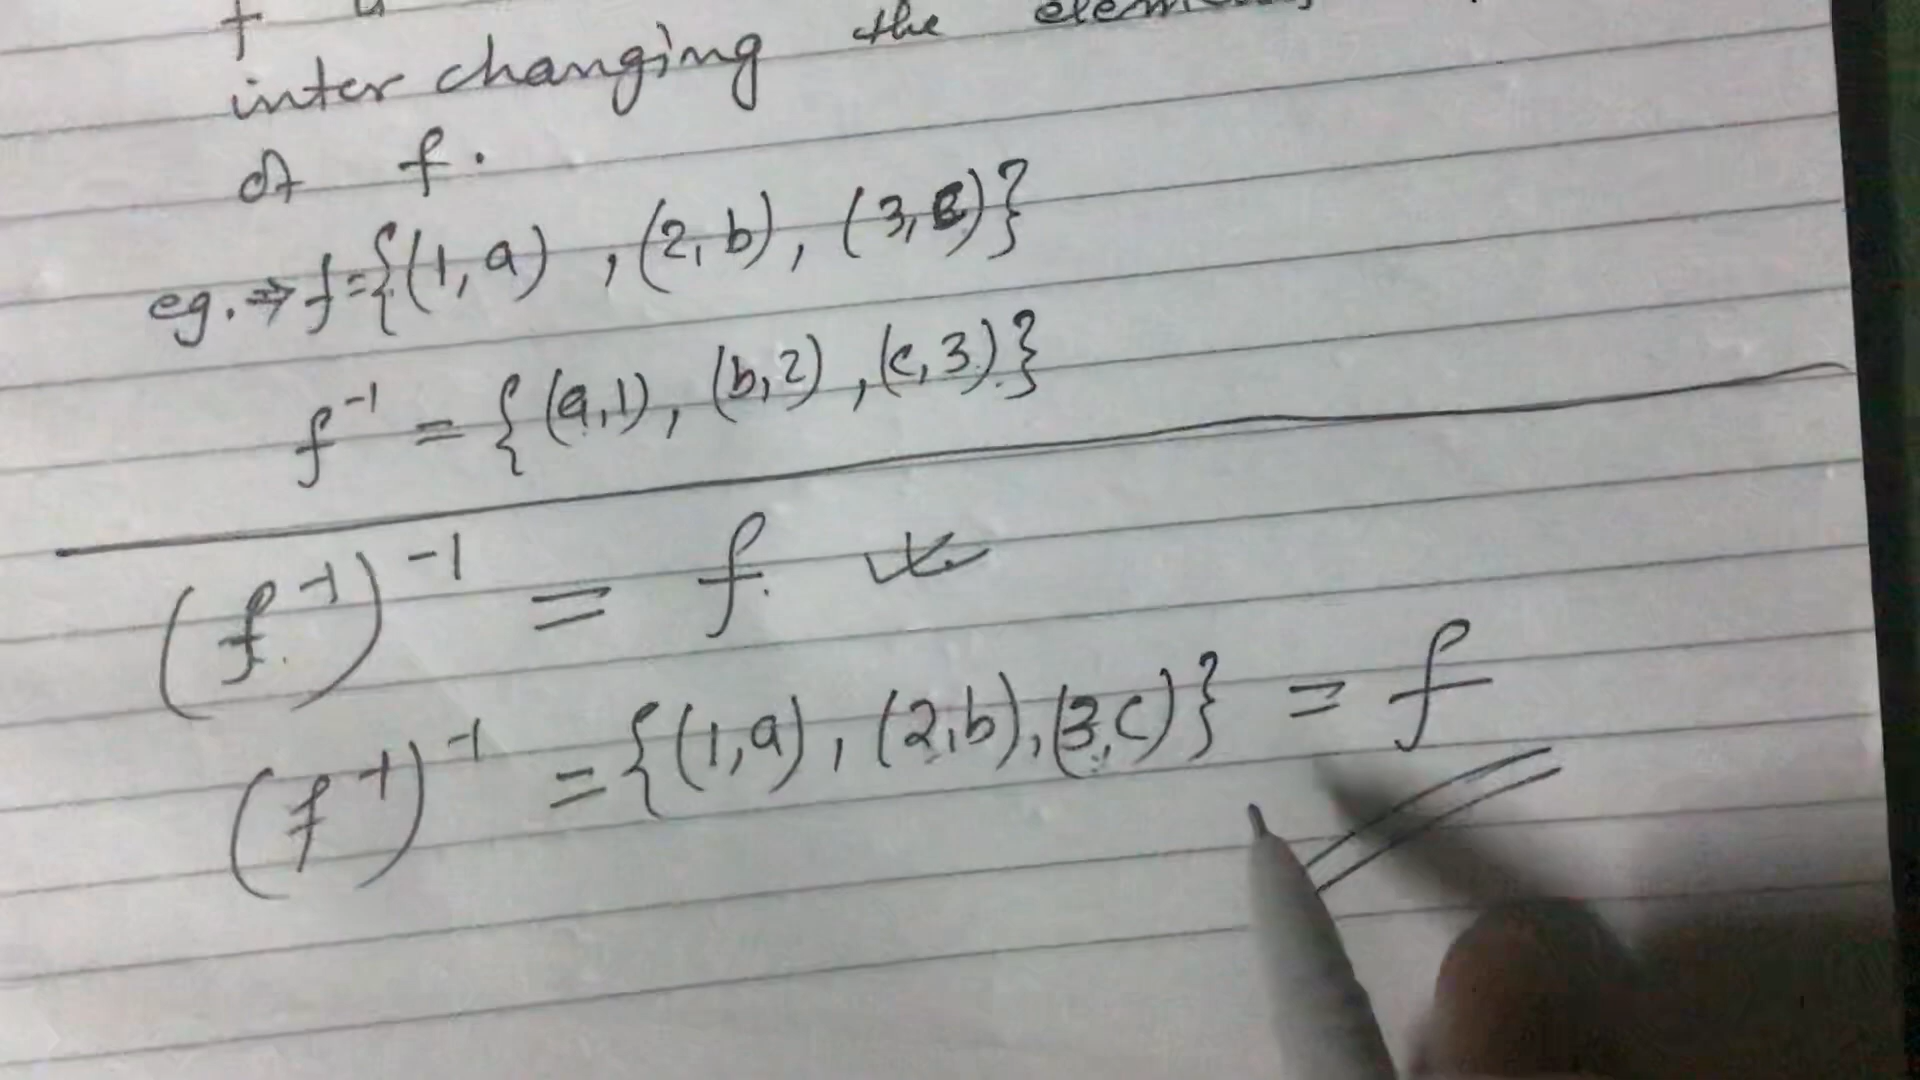 inter changing the
of f.
eg. ⇒ f={(1,a) ,(2,b), (3,c)}
f⁻¹ = {(a,1), (b,2) ,(c,3)}
(f⁻¹)⁻¹ = f.
(f⁻¹)⁻¹ ={(1,a), (2,b),(3,c)} = f